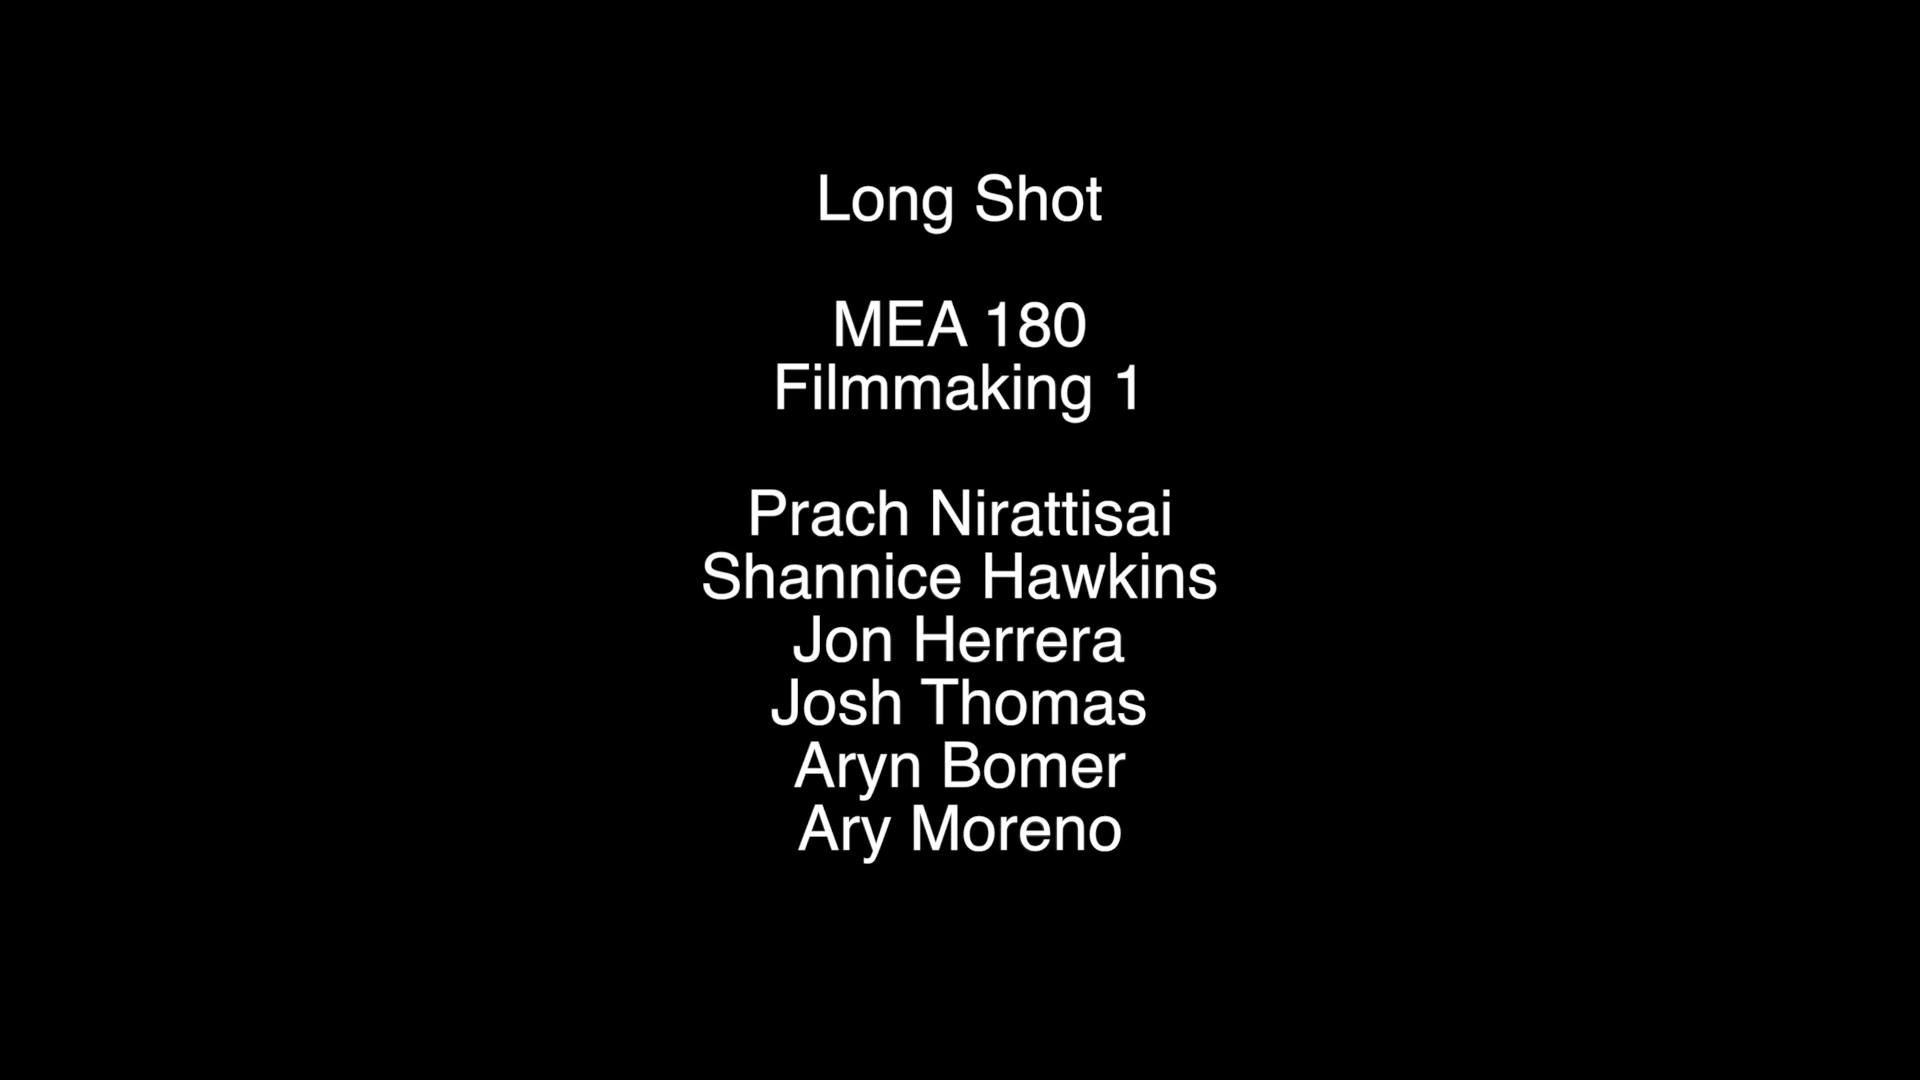 Long Shot
MEA 180
Filmmaking 1
Prach Nirattisai
Shannice Hawkins
Jon Herrera
Josh Thomas
Aryn Bomer
Ary Moreno